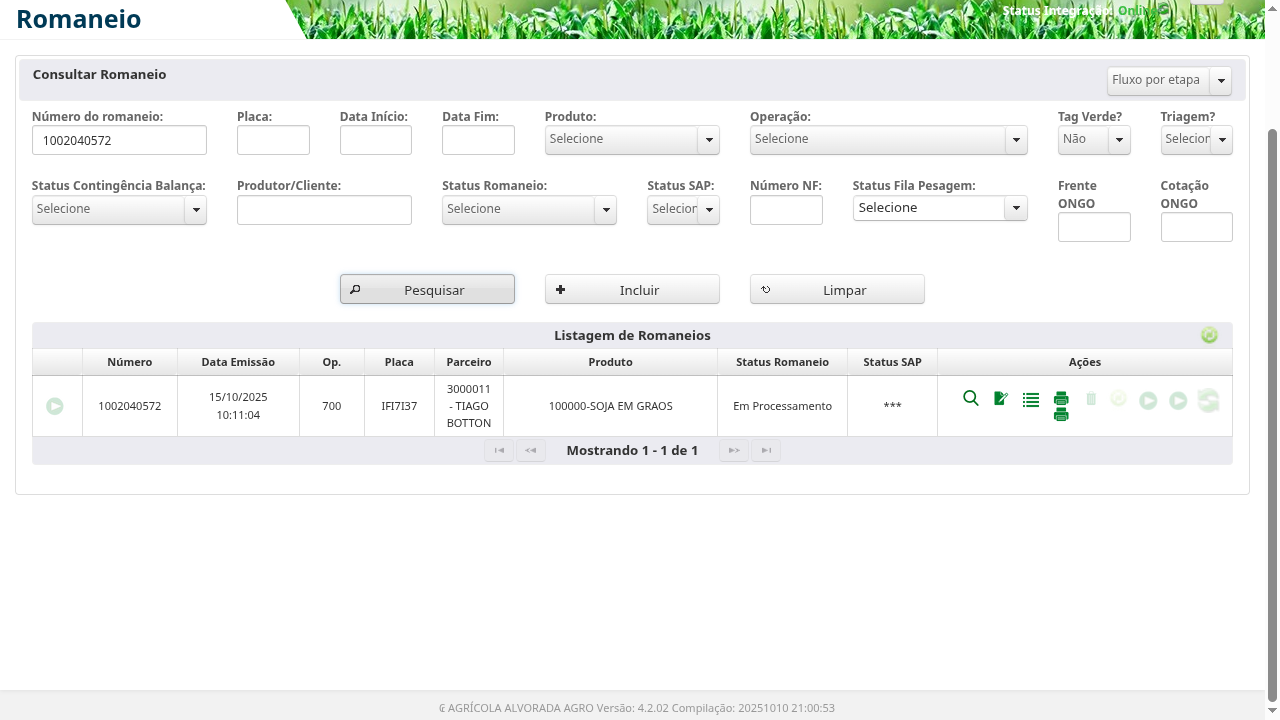 Romaneio
Status Integração: Online
Consultar Romaneio
Fluxo por etapa
Número do romaneio: Placa: Data Início: Data Fim: Produto: Operação: Tag Verde? Triagem?
1002040572 Selecione Selecione Não Selecior
Status Contingência Balança: Produtor/Cliente: Status Romaneio: Status SAP: Número NF: Status Fila Pesagem: Frente ONGO Cotação ONGO
Selecione Selecione Selecior Selecione
Pesquisar Incluir Limpar
Listagem de Romaneios
Número Data Emissão Op. Placa Parceiro Produto Status Romaneio Status SAP Ações
1002040572 15/10/2025 10:11:04 700 IFI7I37 3000011 - TIAGO BOTTON 100000-SOJA EM GRAOS Em Processamento ***
Mostrando 1 - 1 de 1
₢ AGRÍCOLA ALVORADA AGRO Versão: 4.2.02 Compilação: 20251010 21:00:53